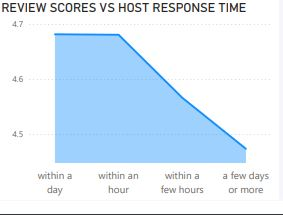 REVIEW SCORES VS HOST RESPONSE TIME
4.7
4.6
4.5
within a day
within an hour
within a few hours
a few days or more